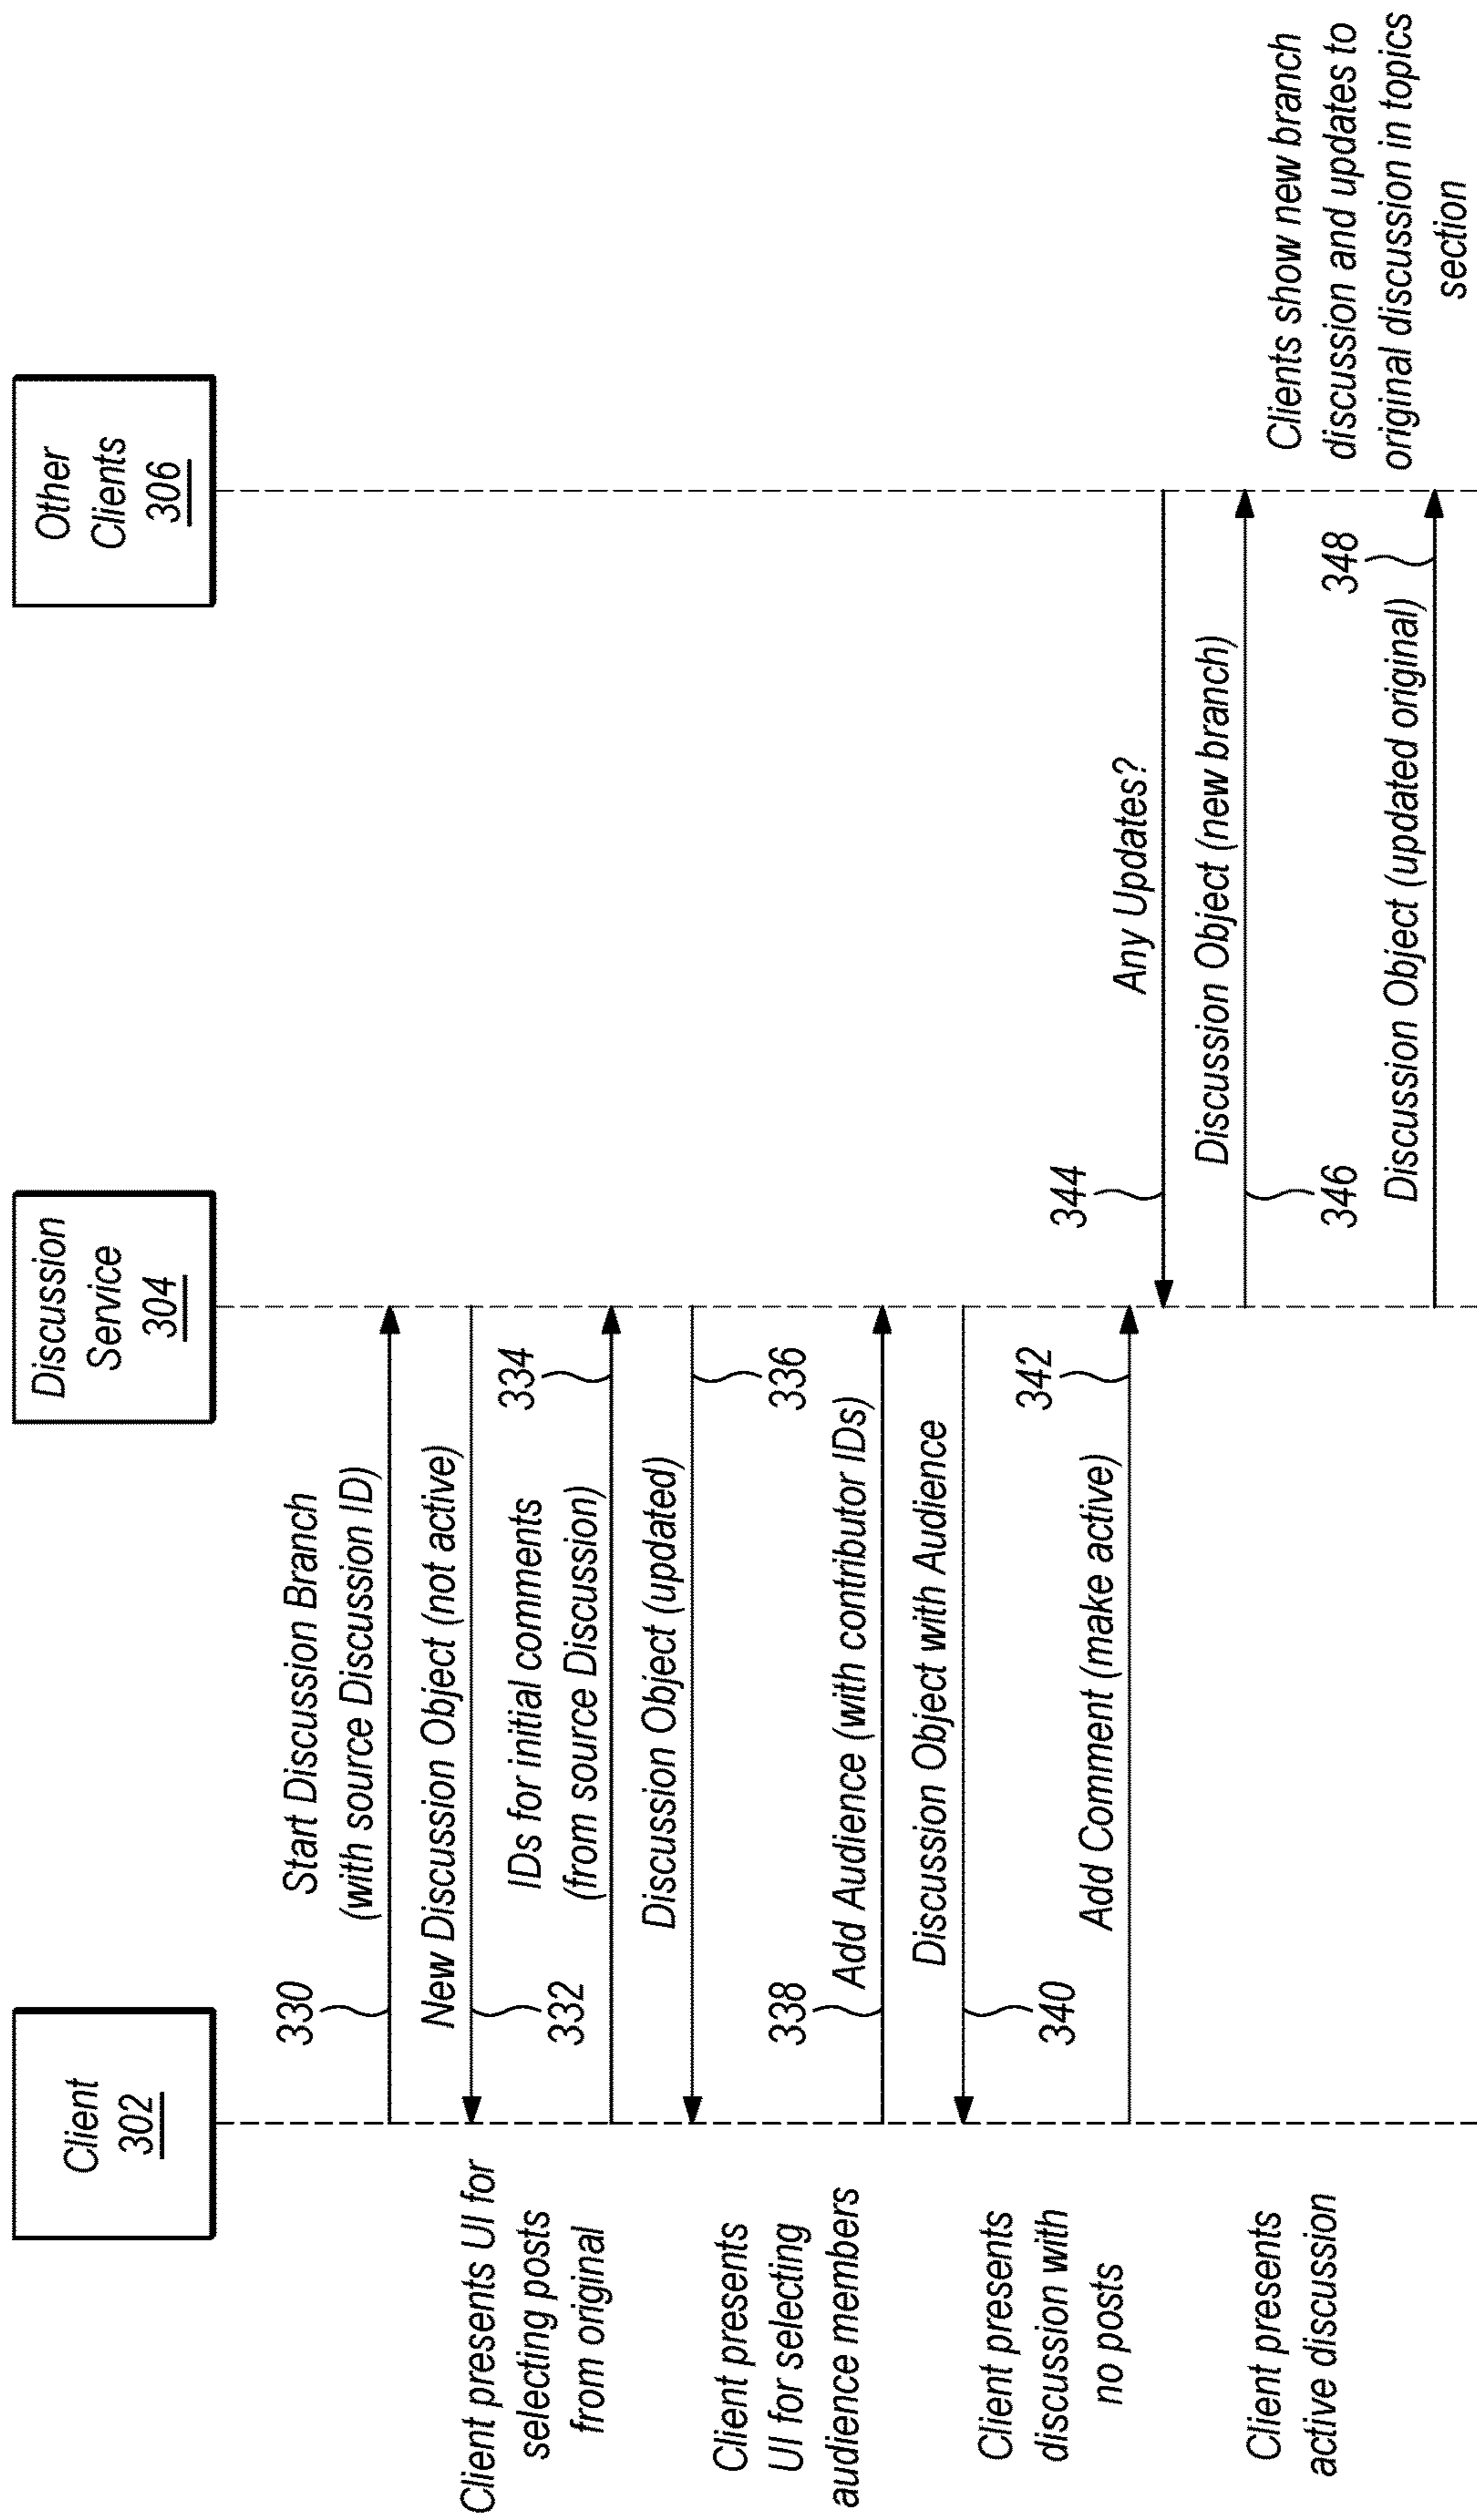 Client
302
Discussion
Service
304
Other
Clients
306
330
Start Discussion Branch
(with source Discussion ID)
New Discussion Object (not active)
332
Client presents UI for
selecting posts
from original
IDs for initial comments
(from source Discussion)
334
Discussion Object (updated)
336
Client presents
UI for selecting
audience members
338
Add Audience (with contributor IDs)
Discussion Object with Audience
340
Client presents
discussion with
no posts
Add Comment (make active)
342
Client presents
active discussion
344
Any Updates?
Discussion Object (new branch)
346
Clients show new branch
discussion and updates to
original discussion in topics
section
348
Discussion Object (updated original)